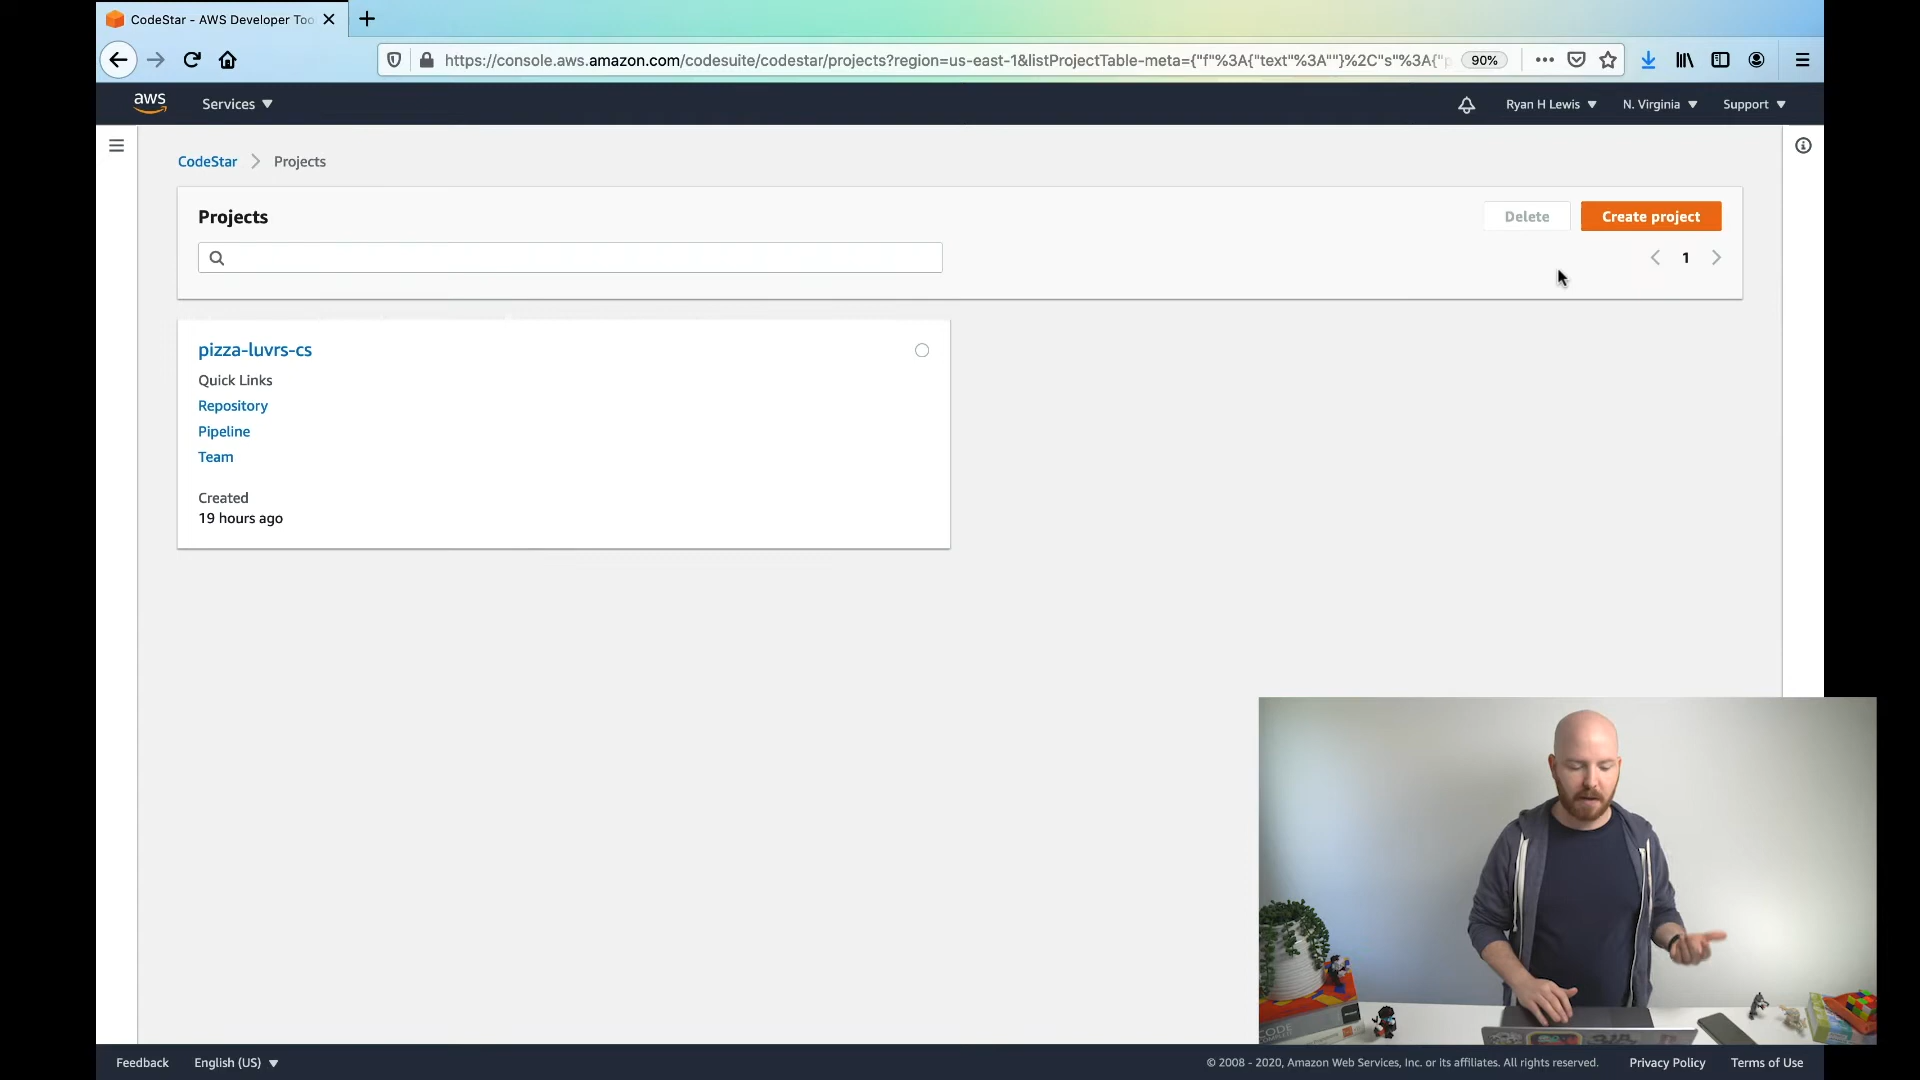 CodeStar - AWS Developer Too
https://console.aws.amazon.com/codesuite/codestar/projects?region=us-east-1&listProjectTable-meta={"f"%3A{"text"%3A""}%2C"s"%3A{"p
90%
aws
Services
Ryan H Lewis
N. Virginia
Support
CodeStar
Projects
Projects
Delete
Create project
1
pizza-luvrs-cs
Quick Links
Repository
Pipeline
Team
Created
19 hours ago
CODE
Feedback
English (US)
© 2008 - 2020, Amazon Web Services, Inc. or its affiliates. All rights reserved.
Privacy Policy
Terms of Use